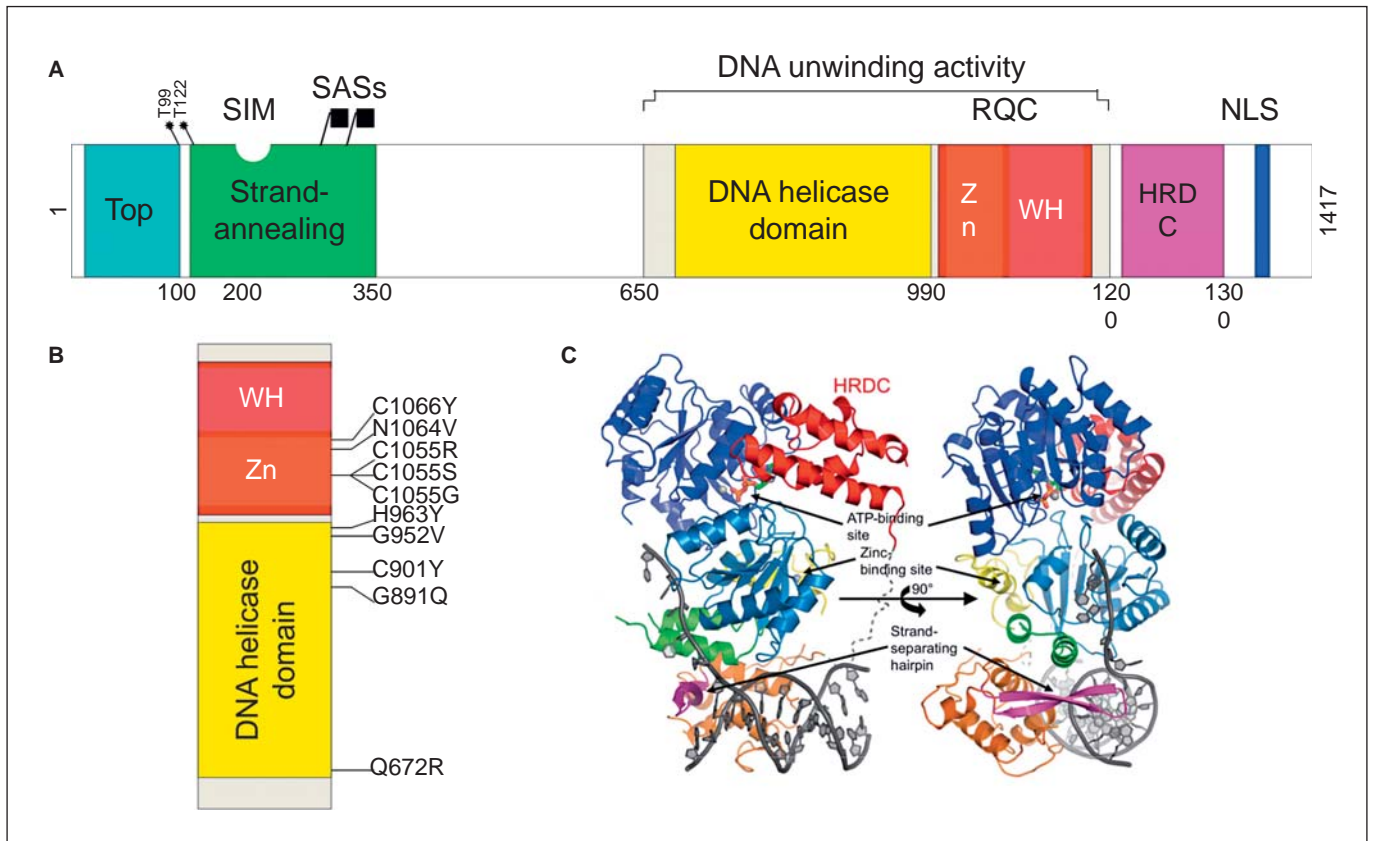 A
DNA unwinding activity
T99
T122
SIM
SASs
RQC
NLS
1
Top
Strand-
annealing
DNA helicase
domain
Z
n
WH
HRD
C
1417
100
200
350
650
990
120
0
130
0
B
WH
Zn
DNA helicase
domain
C1066Y
N1064V
C1055R
C1055S
C1055G
H963Y
G952V
C901Y
G891Q
Q672R
C
HRDC
ATP-binding
site
Zinc-
binding site
90°
Strand-
separating
hairpin